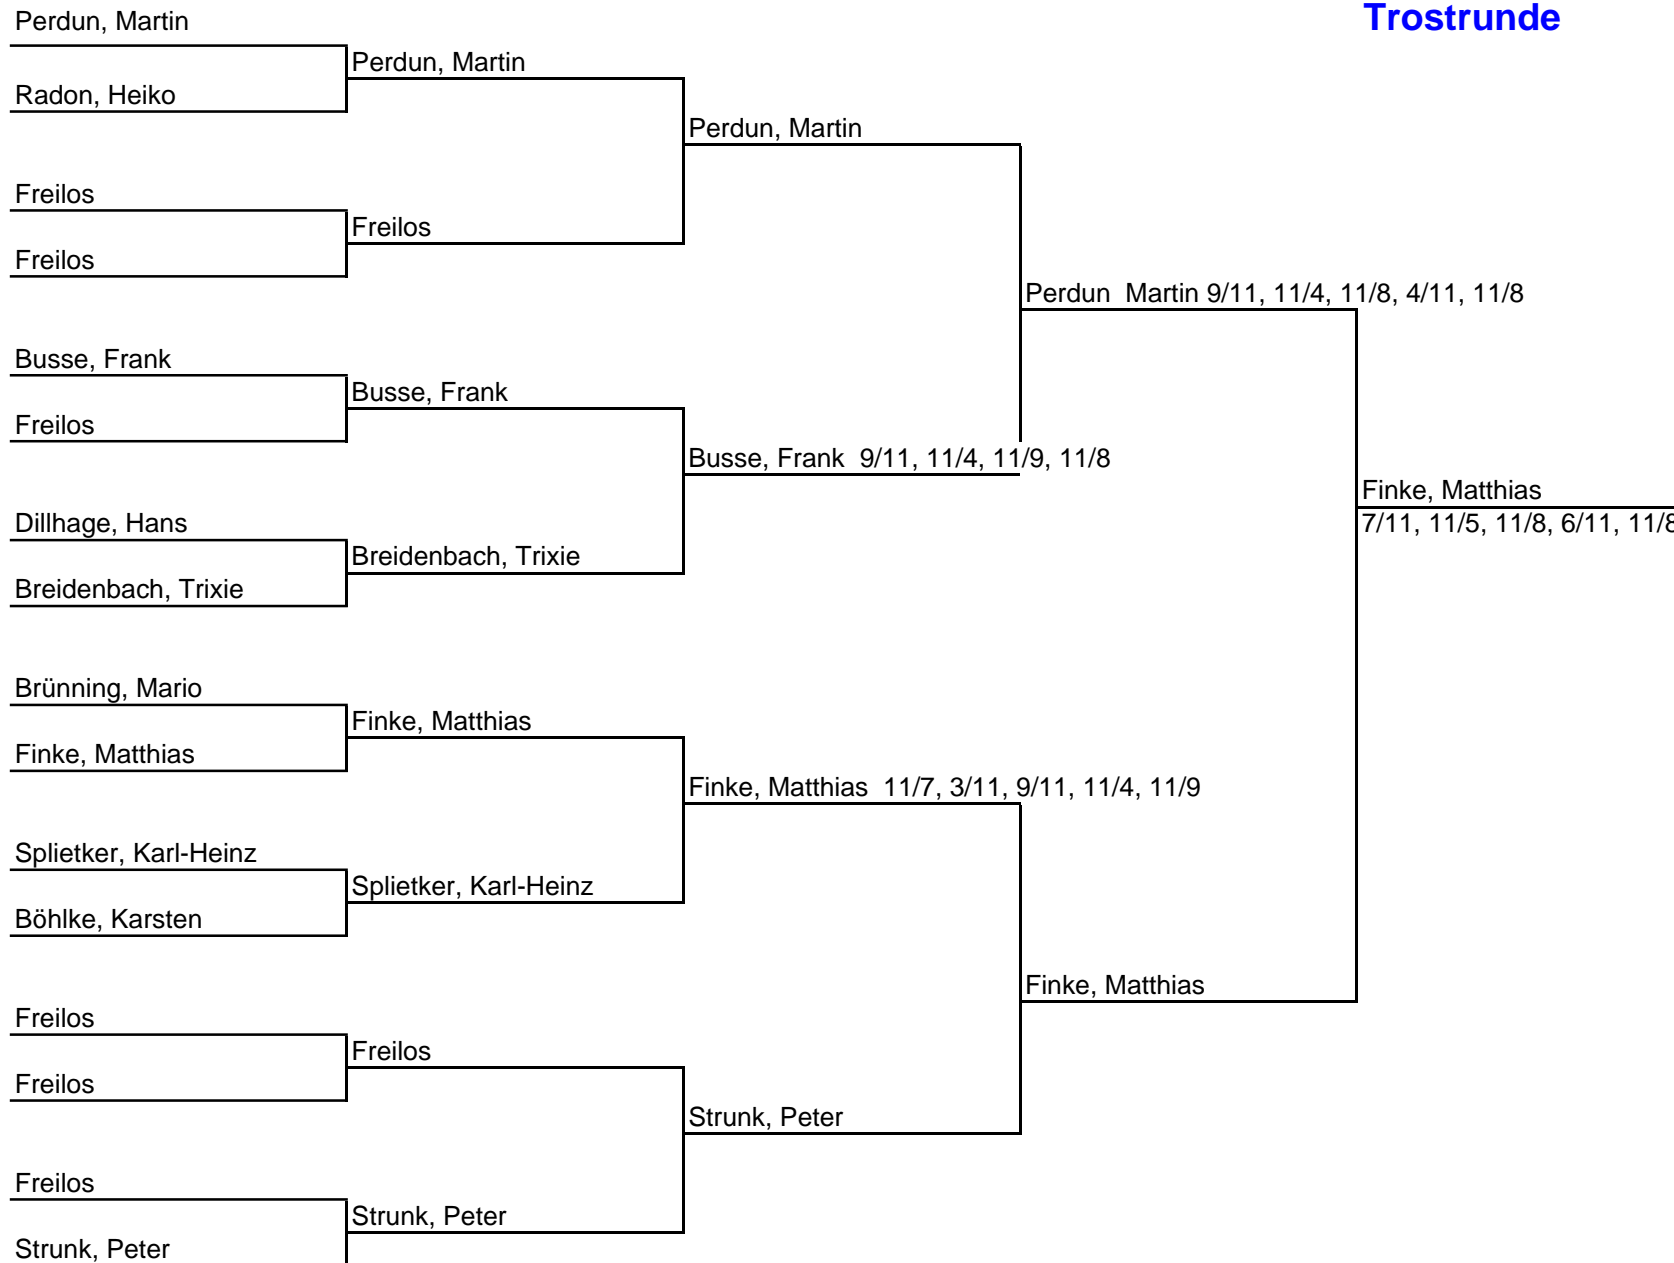 Trostrunde
Perdun, Martin
Perdun, Martin
Radon, Heiko
Perdun, Martin
Freilos
Freilos
Freilos
Perdun  Martin 9/11, 11/4, 11/8, 4/11, 11/8
Busse, Frank
Busse, Frank
Freilos
Busse, Frank  9/11, 11/4, 11/9, 11/8
Finke, Matthias
7/11, 11/5, 11/8, 6/11, 11/8
Dillhage, Hans
Breidenbach, Trixie
Breidenbach, Trixie
Brünning, Mario
Finke, Matthias
Finke, Matthias
Finke, Matthias  11/7, 3/11, 9/11, 11/4, 11/9
Splietker, Karl-Heinz
Splietker, Karl-Heinz
Böhlke, Karsten
Finke, Matthias
Freilos
Freilos
Freilos
Strunk, Peter
Freilos
Strunk, Peter
Strunk, Peter